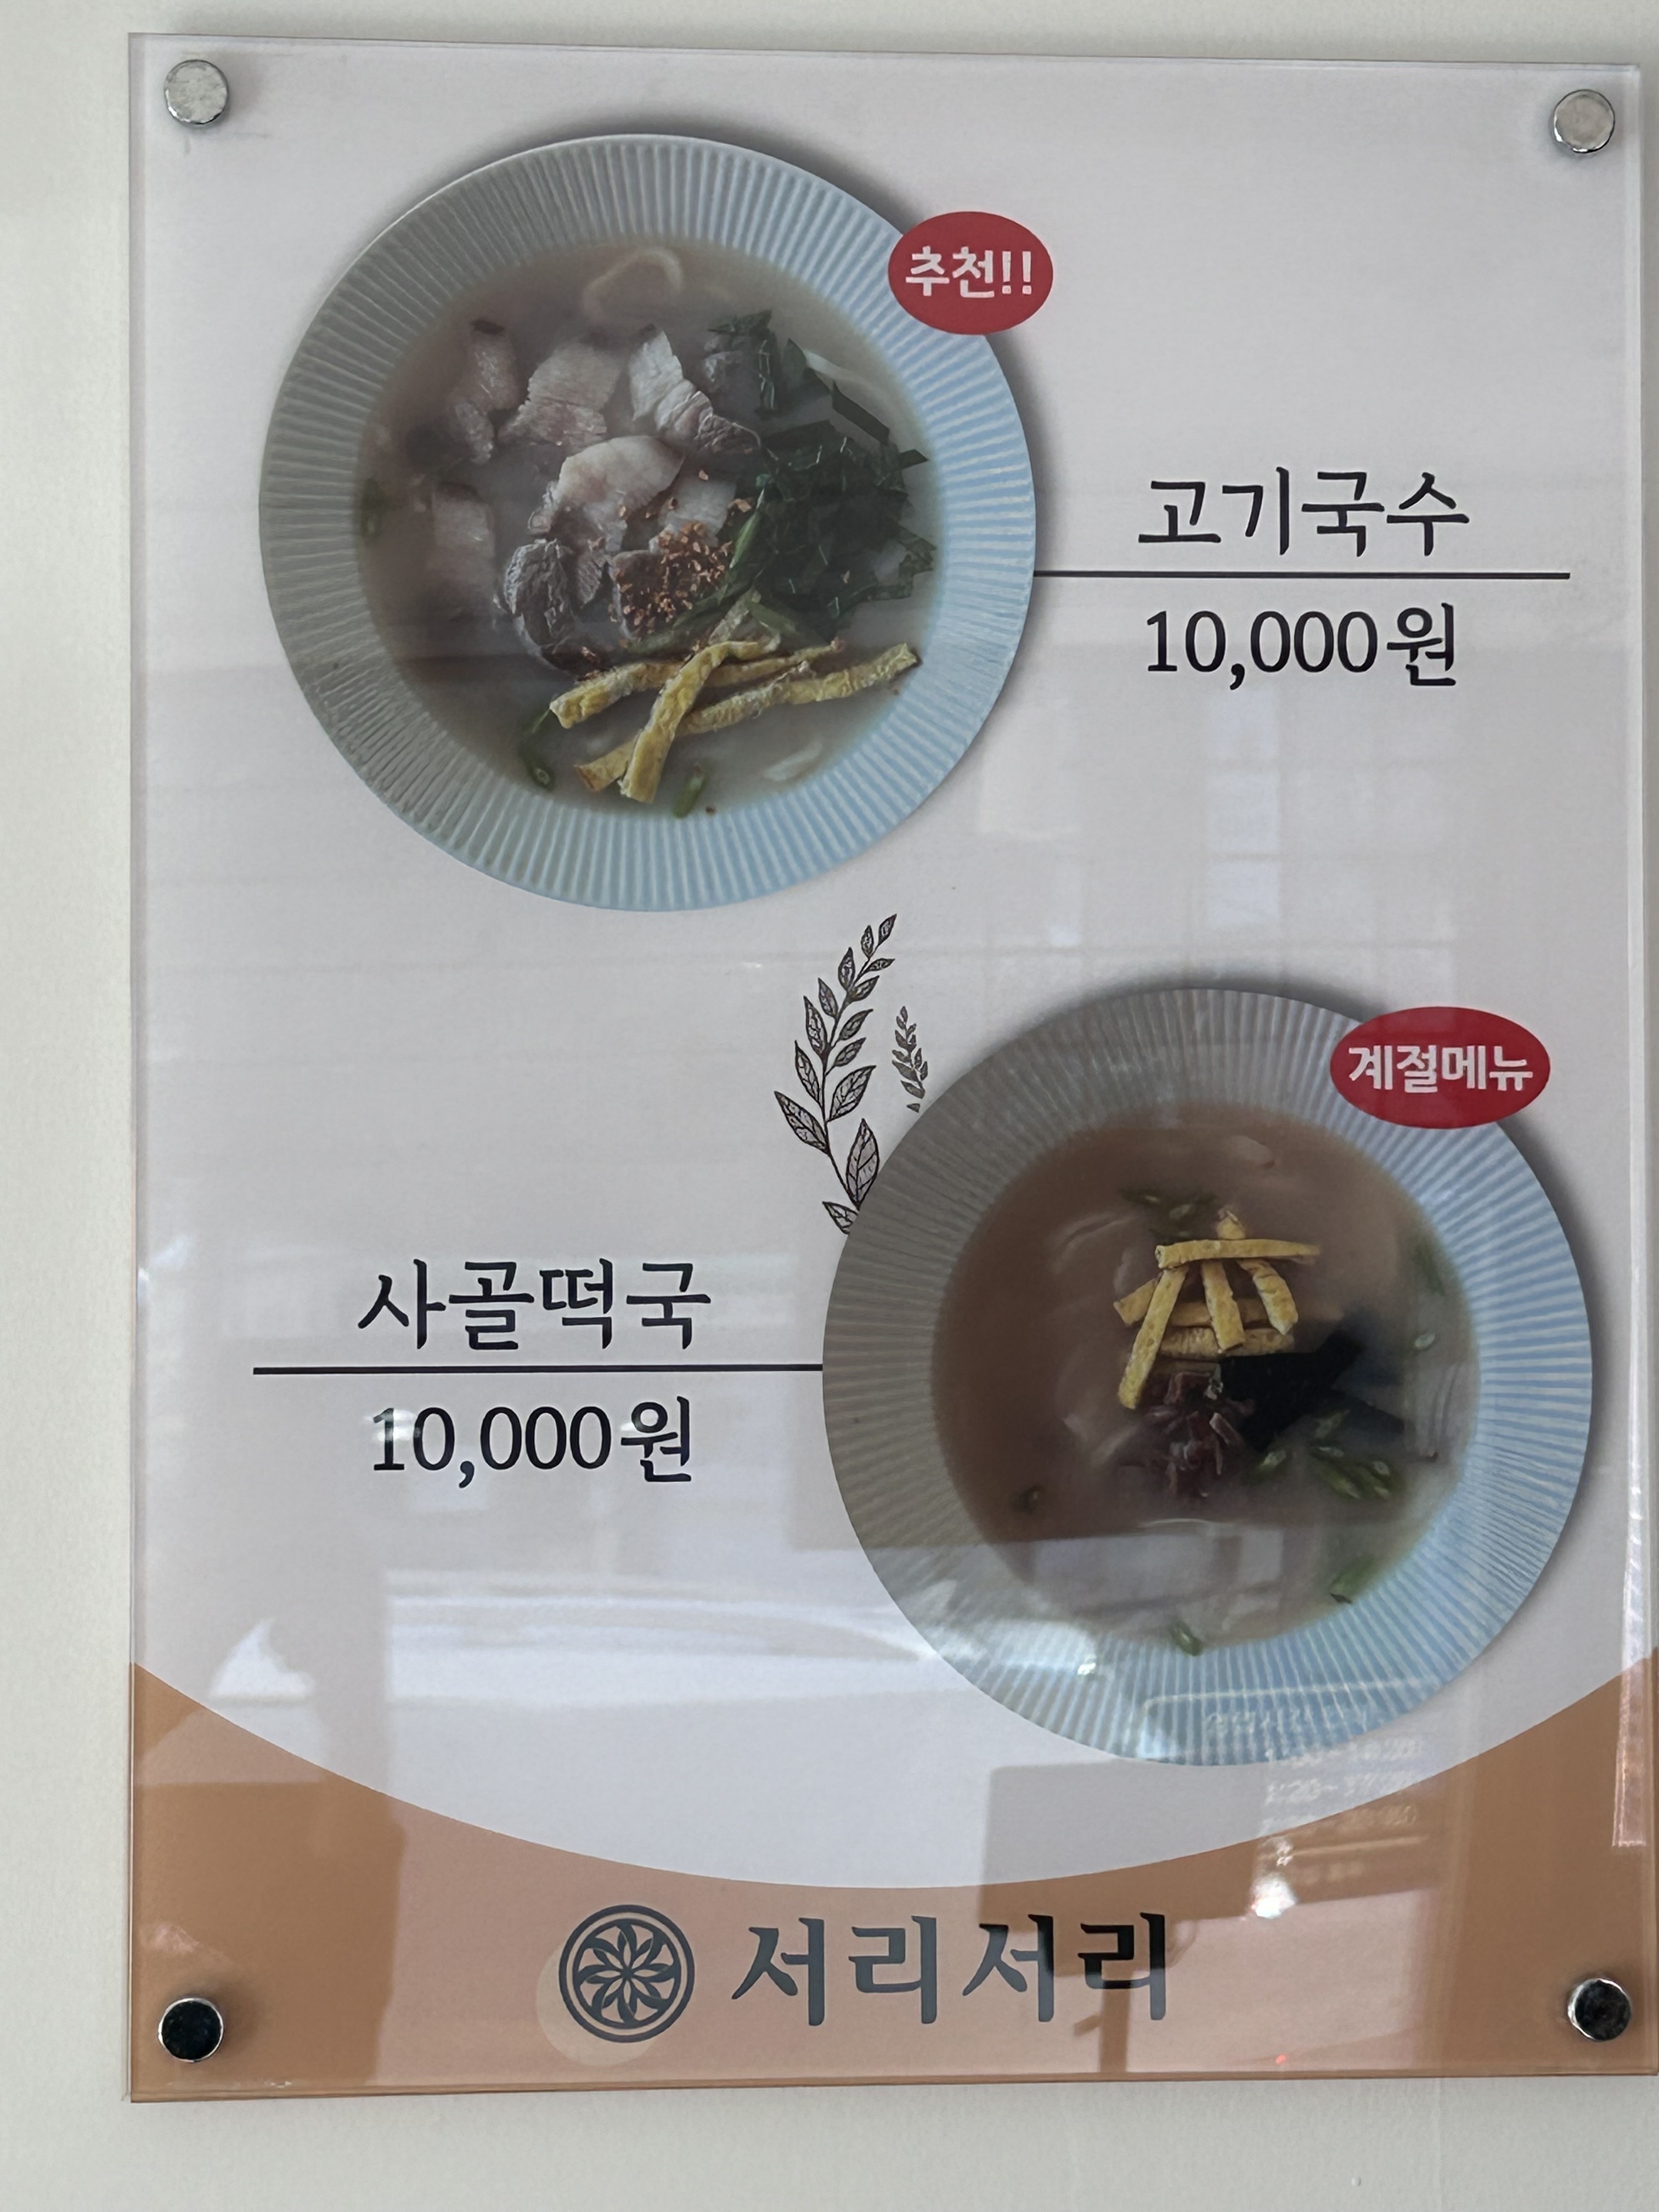 추천!!
고기국수
10,000원
계절메뉴
사골떡국
10,000원
서리서리